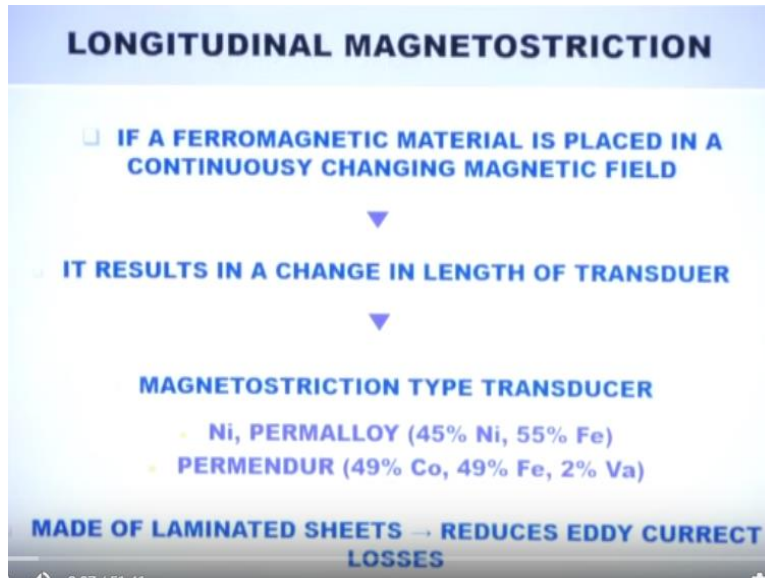 LONGITUDINAL MAGNETOSTRICTION
IF A FERROMAGNETIC MATERIAL IS PLACED IN A
CONTINUOUSY CHANGING MAGNETIC FIELD
IT RESULTS IN A CHANGE IN LENGTH OF TRANSDUER
MAGNETOSTRICTION TYPE TRANSDUCER
Ni, PERMALLOY (45% Ni, 55% Fe)
PERMENDUR (49% Co, 49% Fe, 2% Va)
MADE OF LAMINATED SHEETS → REDUCES EDDY CURRECT
LOSSES